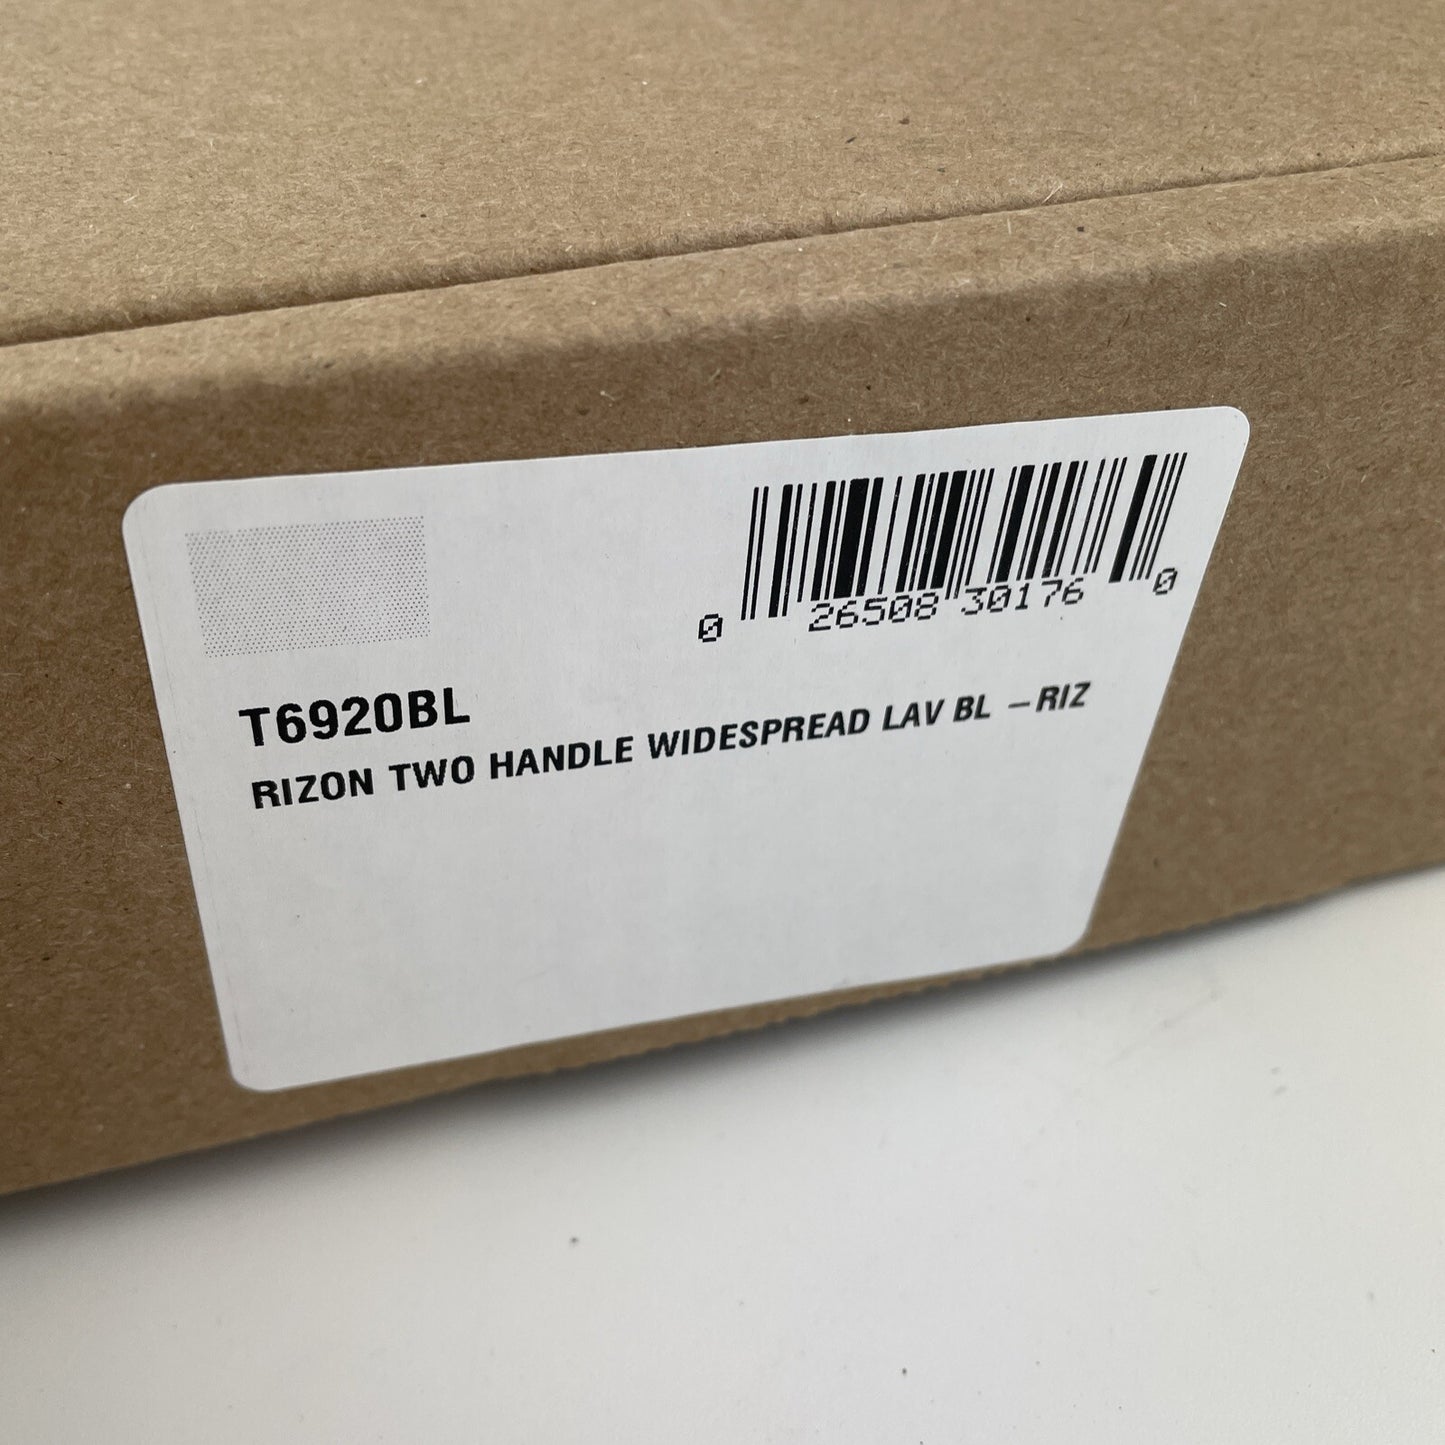 0 26508 30176 0
T6920BL
RIZON TWO HANDLE WIDESPREAD LAV BL –RIZ